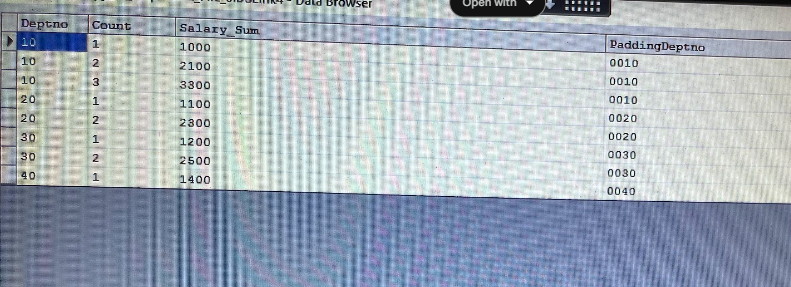 - Data Browser
Open with
Deptno Count Salary_Sum PaddingDeptno
10 1 1000 0010
10 2 2100 0010
10 3 3300 0010
20 1 1100 0020
20 2 2300 0020
30 1 1200 0030
30 2 2500 0030
40 1 1400 0040